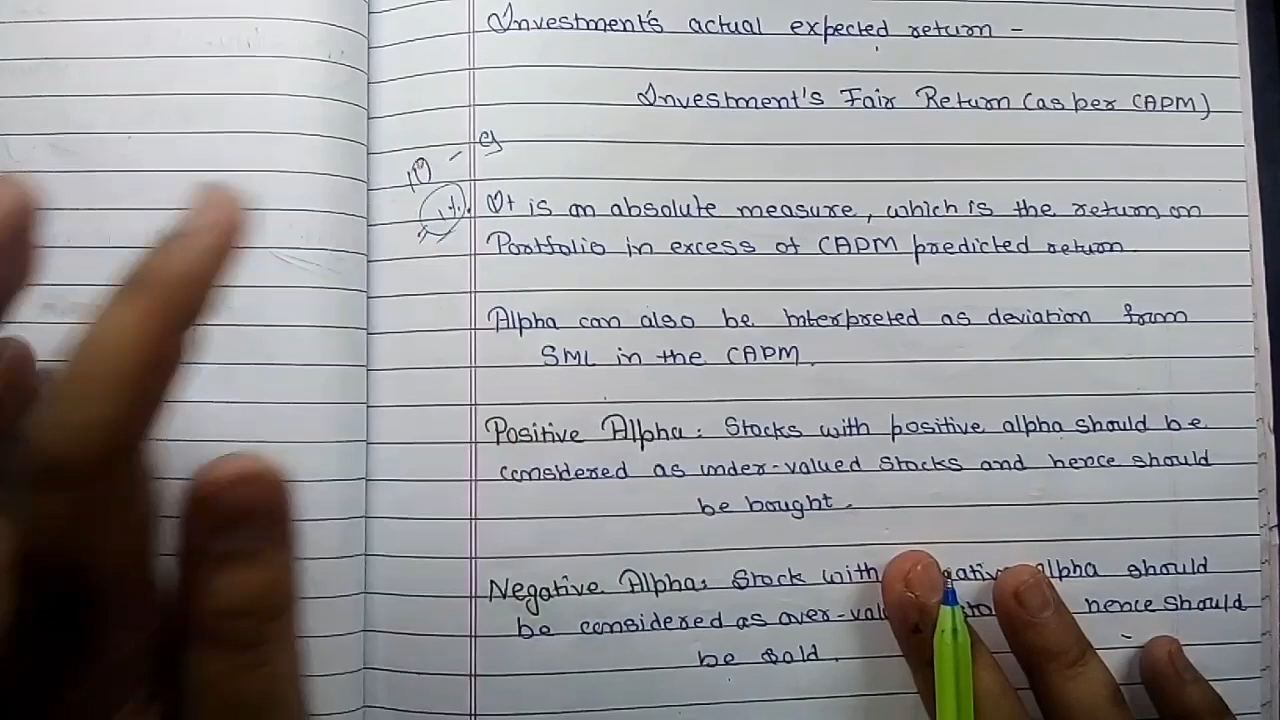 Investment's actual expected return -
Investment's Fair Return (as per CAPM)
10 - 9
It is an absolute measure, which is the return on
Portfolio in excess of CAPM predicted return
Alpha can also be interpreted as deviation from
SML in the CAPM.
Positive Alpha: Stocks with positive alpha should be
considered as under-valued stocks and hence should
be bought.
Negative Alpha: Stock with alpha should
be considered as over- hence should
be sold.